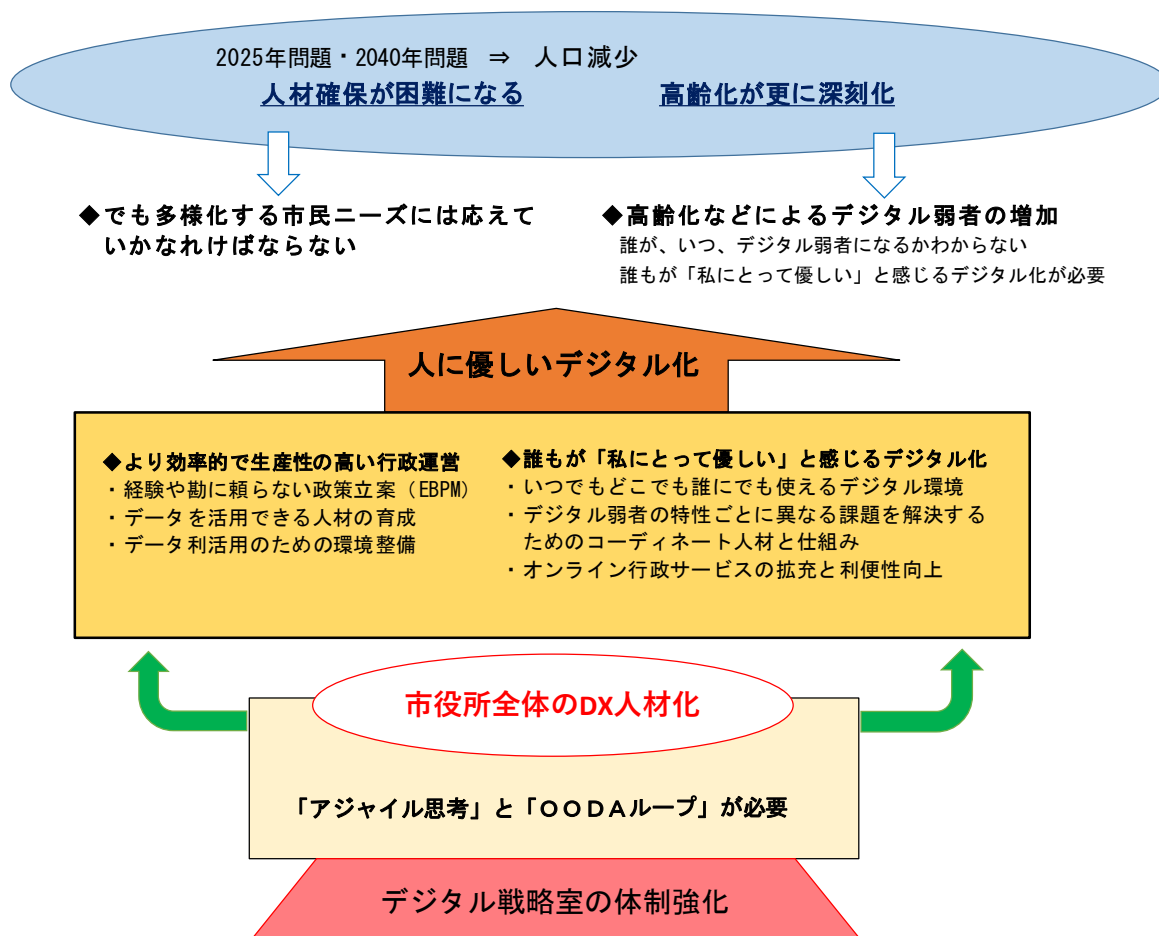 2025年問題・2040年問題 ⇒ 人口減少
人材確保が困難になる 高齢化が更に深刻化
◆でも多様化する市民ニーズには応えて
いかなれけばならない
◆高齢化などによるデジタル弱者の増加
誰が、いつ、デジタル弱者になるかわからない
誰もが「私にとって優しい」と感じるデジタル化が必要
人に優しいデジタル化
◆より効率的で生産性の高い行政運営
・経験や勘に頼らない政策立案（EBPM）
・データを活用できる人材の育成
・データ利活用のための環境整備
◆誰もが「私にとって優しい」と感じるデジタル化
・いつでもどこでも誰にでも使えるデジタル環境
・デジタル弱者の特性ごとに異なる課題を解決する
ためのコーディネート人材と仕組み
・オンライン行政サービスの拡充と利便性向上
市役所全体のDX人材化
「アジャイル思考」と「ＯＯＤＡループ」が必要
デジタル戦略室の体制強化